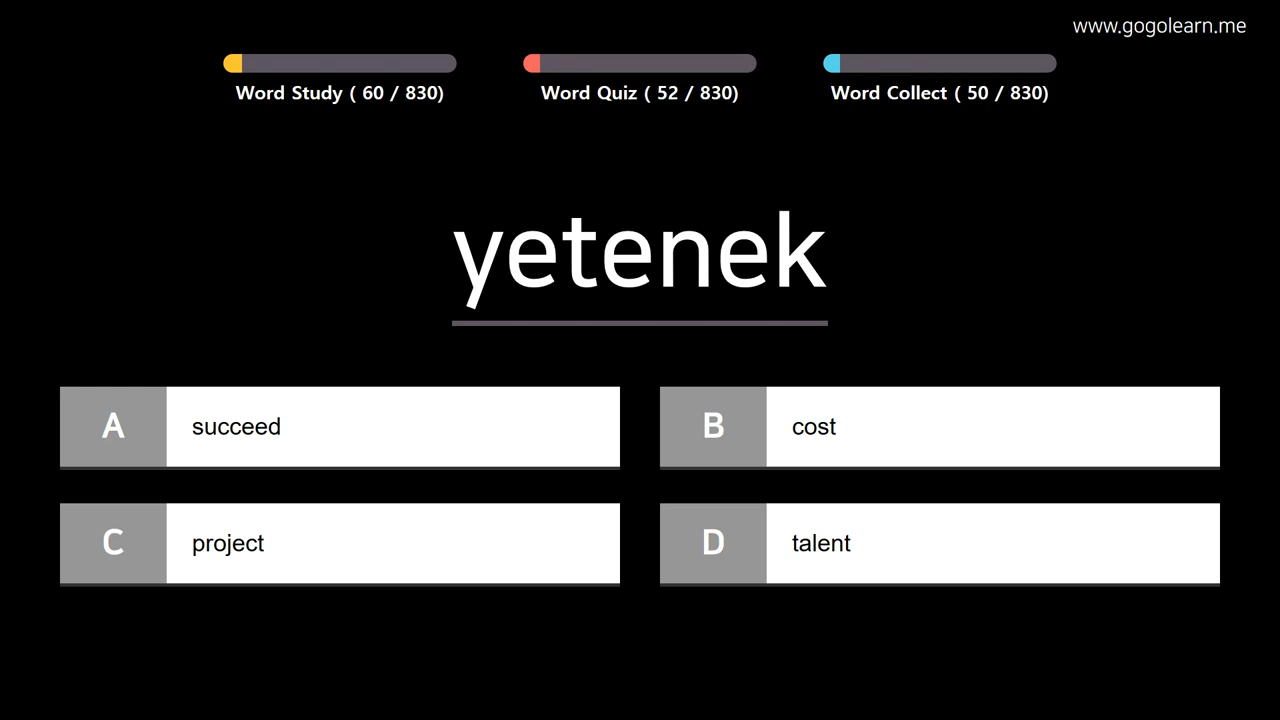 www.gogolearn.me
Word Study ( 60 / 830)
Word Quiz ( 52 / 830)
Word Collect ( 50 / 830)
yetenek
A succeed
B cost
C project
D talent